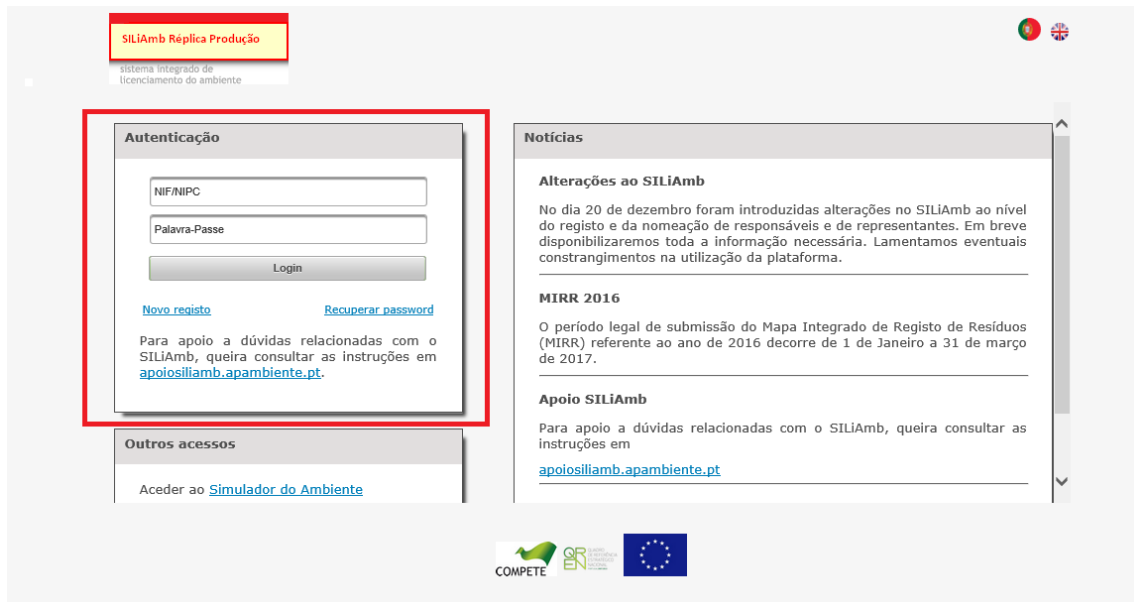 SILiAmb Réplica Produção
sistema integrado de
licenciamento do ambiente
Autenticação
NIF/NIPC
Palavra-Passe
Login
Novo registo
Recuperar password
Para apoio a dúvidas relacionadas com o
SILiAmb, queira consultar as instruções em
apoiosiliamb.apambiente.pt.
Outros acessos
Aceder ao Simulador do Ambiente
Notícias
Alterações ao SILiAmb
No dia 20 de dezembro foram introduzidas alterações no SILiAmb ao nível
do registo e da nomeação de responsáveis e de representantes. Em breve
disponibilizaremos toda a informação necessária. Lamentamos eventuais
constrangimentos na utilização da plataforma.
MIRR 2016
O período legal de submissão do Mapa Integrado de Registo de Resíduos
(MIRR) referente ao ano de 2016 decorre de 1 de Janeiro a 31 de março
de 2017.
Apoio SILiAmb
Para apoio a dúvidas relacionadas com o SILiAmb, queira consultar as
instruções em
apoiosiliamb.apambiente.pt
COMPETE
QR
EN